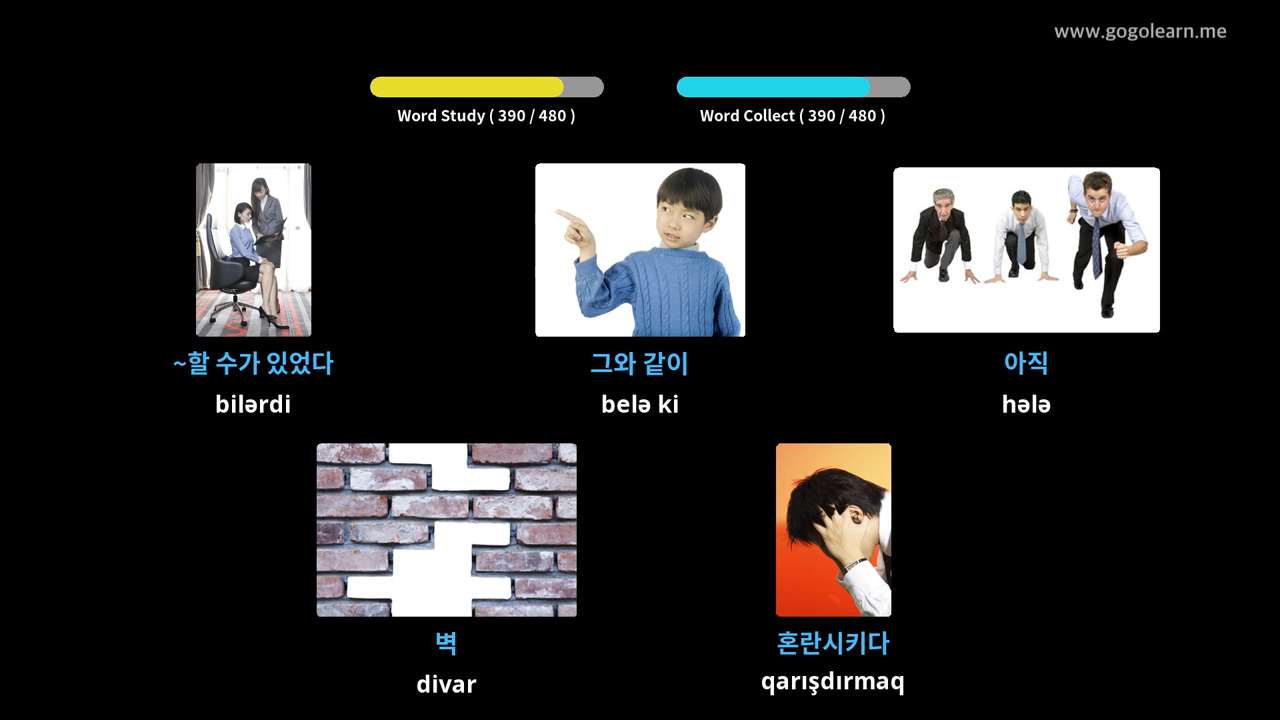 www.gogolearn.me
Word Study ( 390 / 480 )
Word Collect ( 390 / 480 )
~할 수가 있었다
bilərdi
그와 같이
belə ki
아직
hələ
벽
divar
혼란시키다
qarışdırmaq